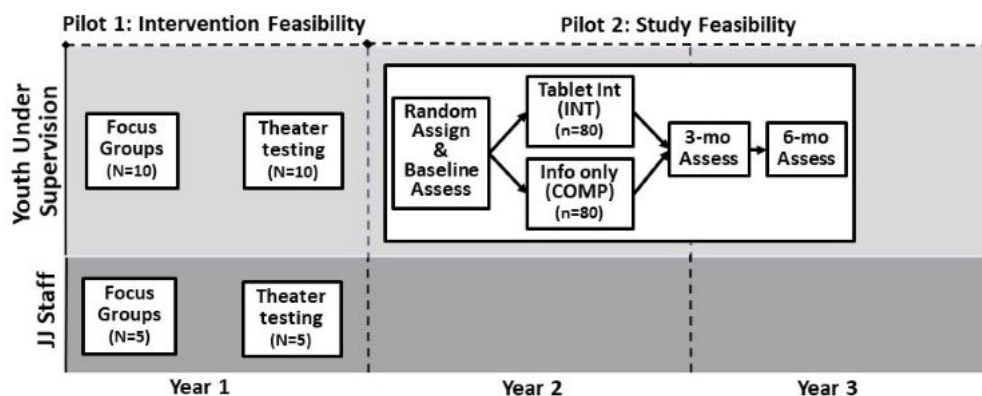 Pilot 1: Intervention Feasibility
Pilot 2: Study Feasibility
Youth Under
Supervision
Focus
Groups
(N=10)
Theater
testing
(N=10)
Random
Assign
&
Baseline
Assess
Tablet Int
(INT)
(n=80)
Info only
(COMP)
(n=80)
3-mo
Assess
6-mo
Assess
JJ Staff
Focus
Groups
(N=5)
Theater
testing
(N=5)
Year 1
Year 2
Year 3